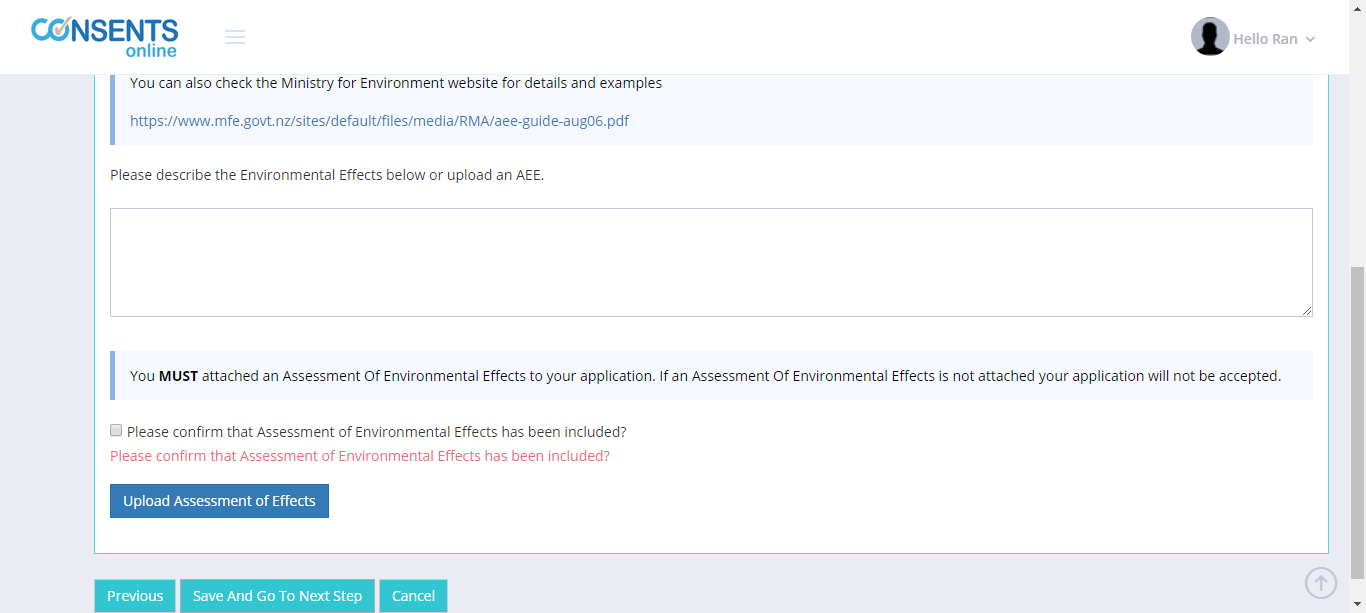 CONSENTS
online
Hello Ran
You can also check the Ministry for Environment website for details and examples
https://www.mfe.govt.nz/sites/default/files/media/RMA/aee-guide-aug06.pdf
Please describe the Environmental Effects below or upload an AEE.
You MUST attached an Assessment Of Environmental Effects to your application. If an Assessment Of Environmental Effects is not attached your application will not be accepted.
Please confirm that Assessment of Environmental Effects has been included?
Please confirm that Assessment of Environmental Effects has been included?
Upload Assessment of Effects
Previous Save And Go To Next Step Cancel